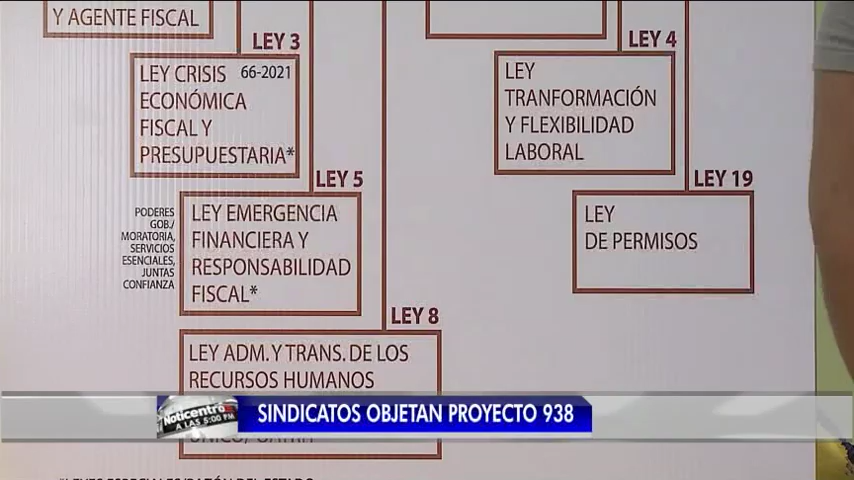 Y AGENTE FISCAL
LEY 3
LEY CRISIS 66-2021
ECONÓMICA
FISCAL Y
PRESUPUESTARIA*
LEY 5
PODERES
GOB./
MORATORIA,
SERVICIOS
ESENCIALES,
JUNTAS
CONFIANZA
LEY EMERGENCIA
FINANCIERA Y
RESPONSABILIDAD
FISCAL*
LEY 8
LEY ADM. Y TRANS. DE LOS
RECURSOS HUMANOS
LEY 4
LEY
TRANFORMACIÓN
Y FLEXIBILIDAD
LABORAL
LEY 19
LEY
DE PERMISOS
Noticentro
A LAS 5:00 PM
SINDICATOS OBJETAN PROYECTO 938